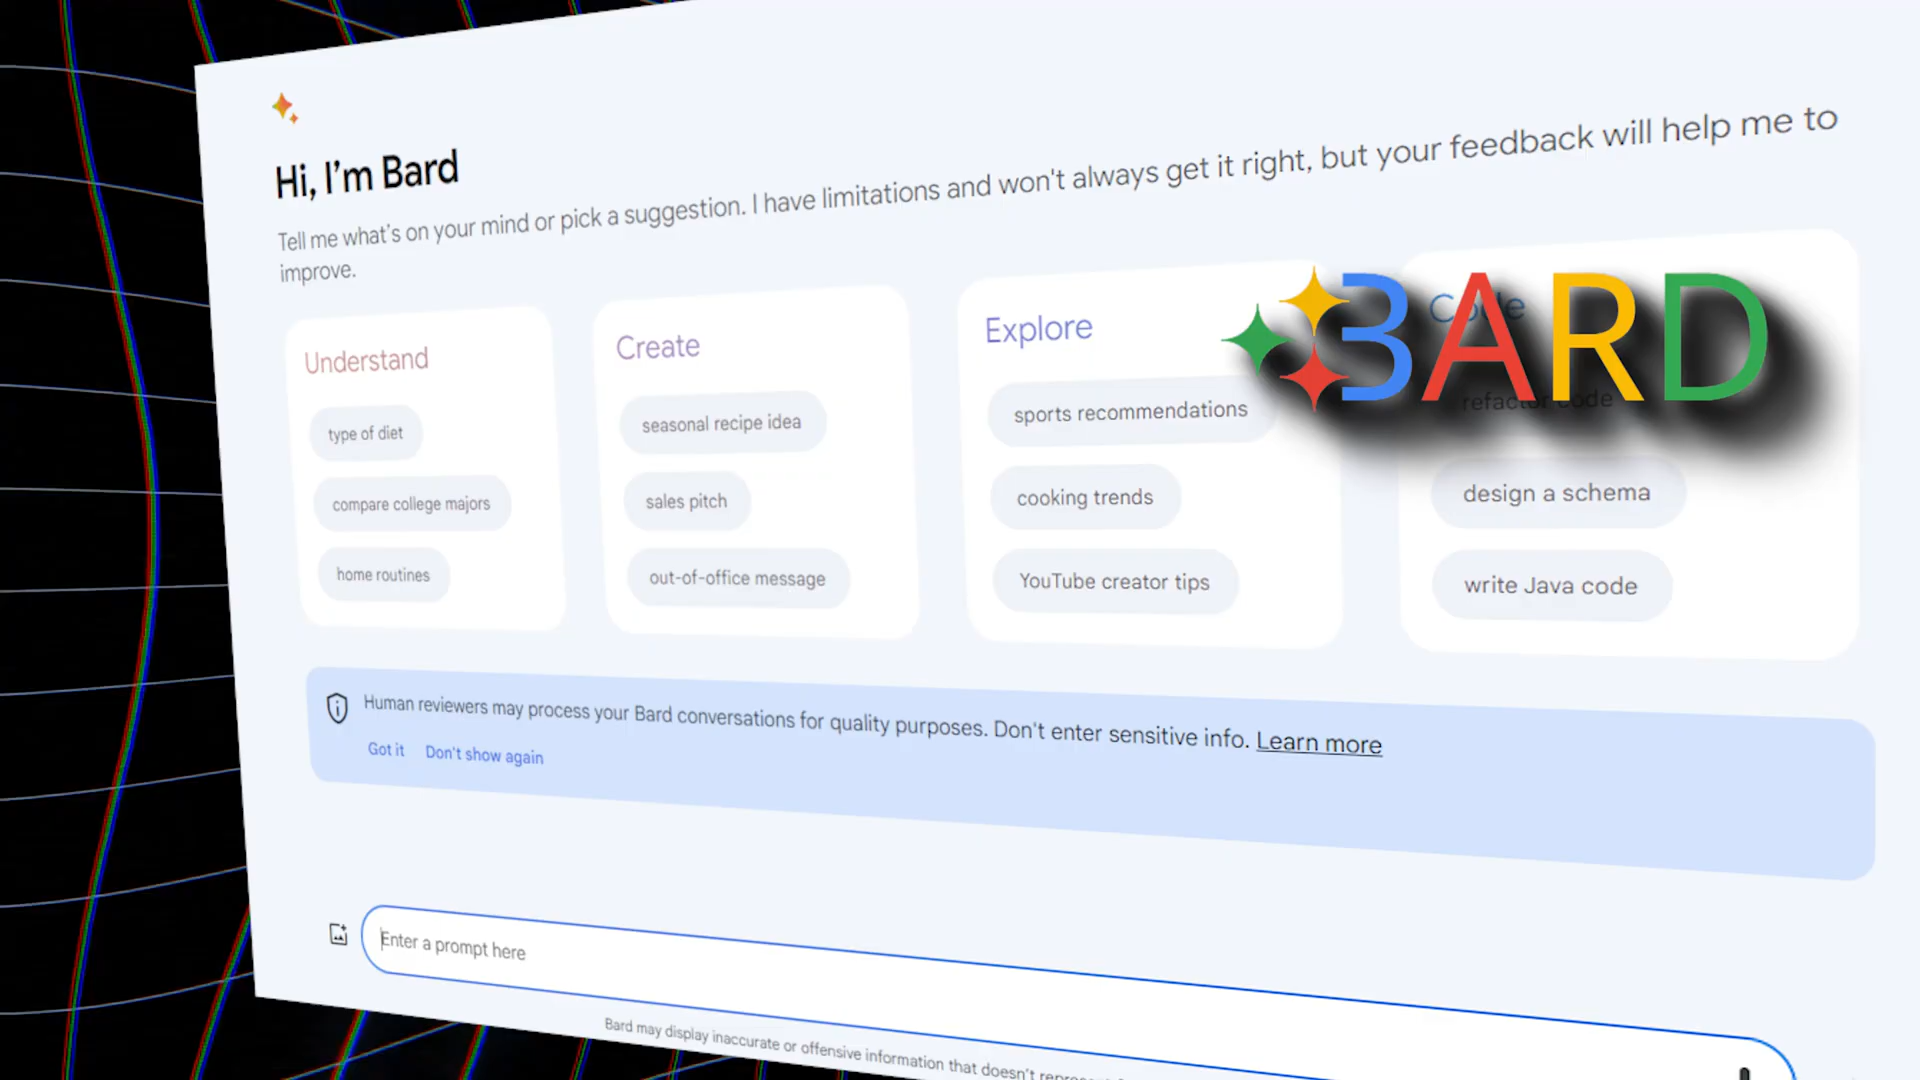 Hi, I'm Bard
Tell me what's on your mind or pick a suggestion. I have limitations and won't always get it right, but your feedback will help me to
improve.
Understand
type of diet
compare college majors
home routines
Create
seasonal recipe idea
sales pitch
out-of-office message
Explore
sports recommendations
cooking trends
YouTube creator tips
BARD
Code
refactor code
design a schema
write Java code
Human reviewers may process your Bard conversations for quality purposes. Don't enter sensitive info. Learn more
Got it Don't show again
Enter a prompt here
Bard may display inaccurate or offensive information that doesn't